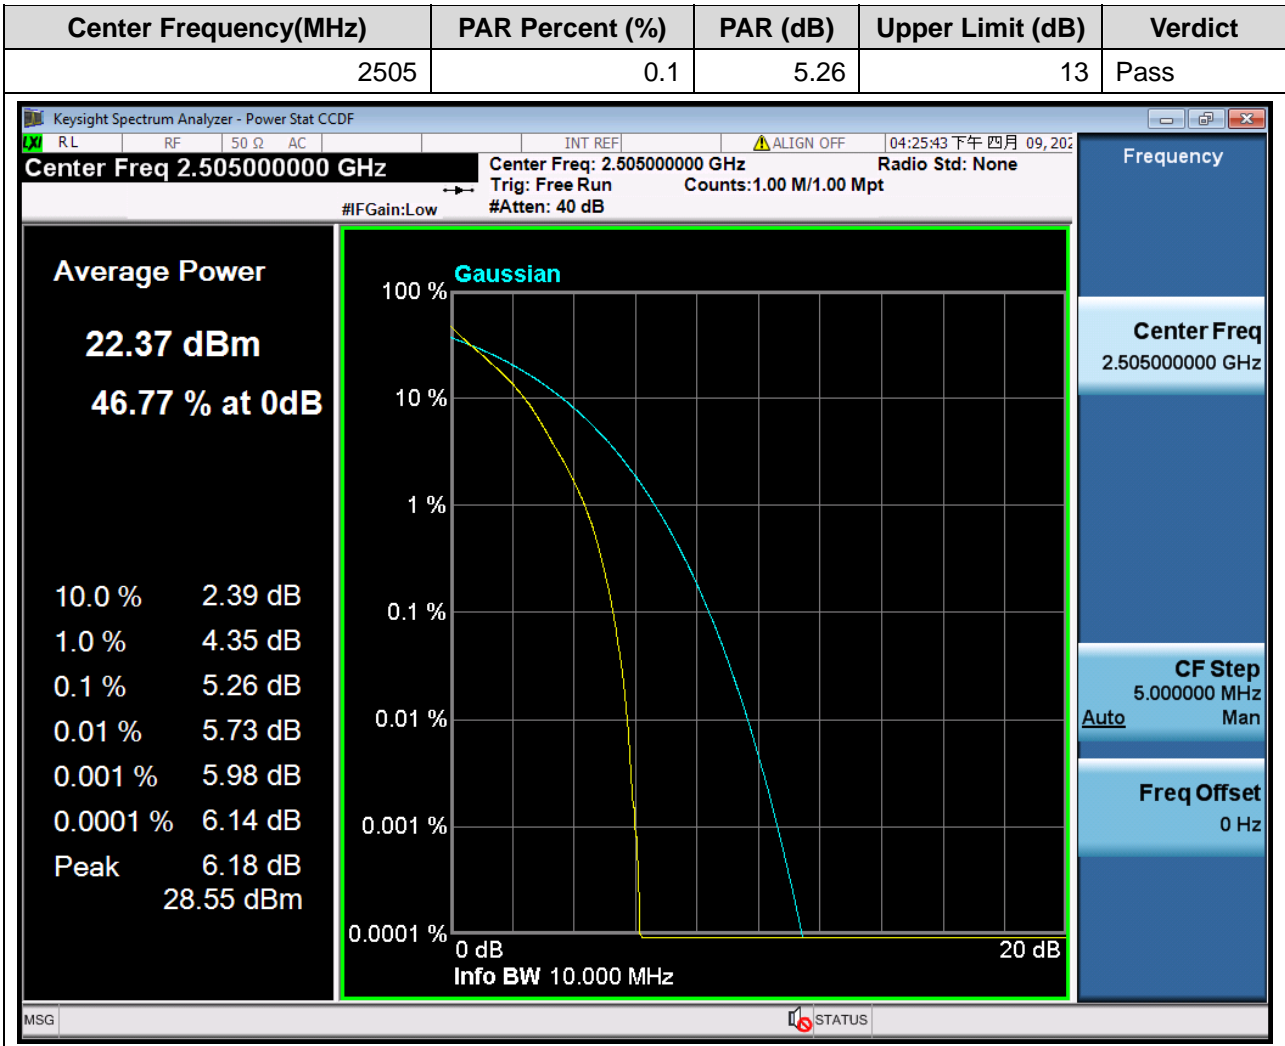 Center Frequency(MHz) PAR Percent (%) PAR (dB) Upper Limit (dB) Verdict
2505 0.1 5.26 13 Pass
Keysight Spectrum Analyzer - Power Stat CCDF
LXI RL RF 50 Ω AC INT REF ALIGN OFF 04:25:43 下午 四月 09, 202
Center Freq 2.505000000 GHz
Center Freq: 2.505000000 GHz Radio Std: None
Trig: Free Run Counts:1.00 M/1.00 Mpt
#IFGain:Low #Atten: 40 dB
Average Power
22.37 dBm
46.77 % at 0dB
10.0 % 2.39 dB
1.0 % 4.35 dB
0.1 % 5.26 dB
0.01 % 5.73 dB
0.001 % 5.98 dB
0.0001 % 6.14 dB
Peak 6.18 dB
28.55 dBm
Gaussian
100 %
10 %
1 %
0.1 %
0.01 %
0.001 %
0.0001 %
0 dB 20 dB
Info BW 10.000 MHz
Frequency
Center Freq
2.505000000 GHz
CF Step
5.000000 MHz
Auto Man
Freq Offset
0 Hz
MSG STATUS